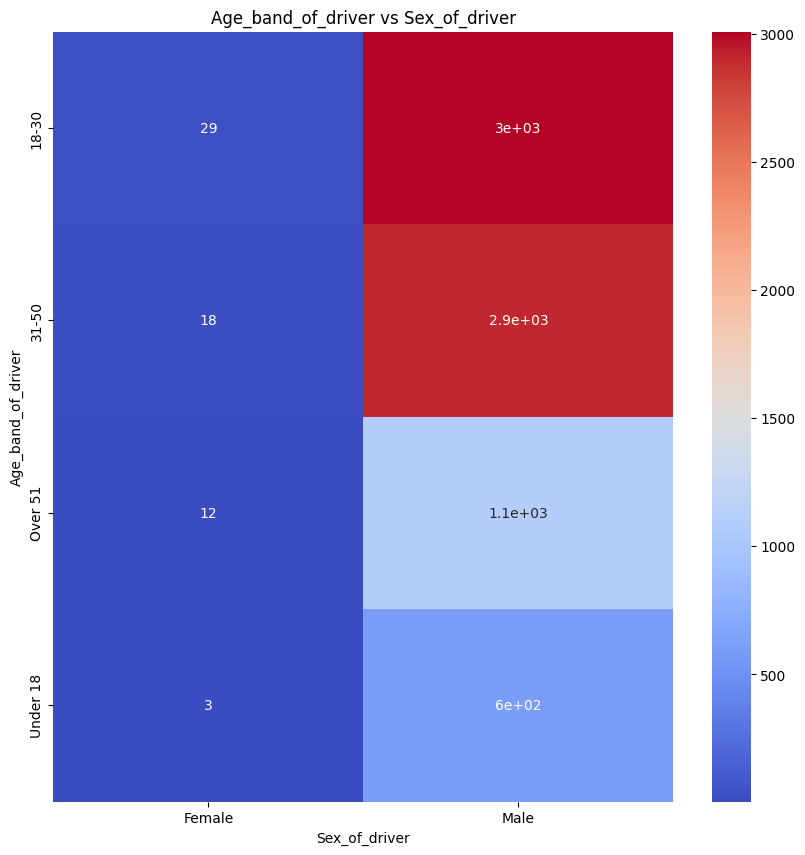 Age_band_of_driver vs Sex_of_driver
18-30
29
3e+03
31-50
18
2.9e+03
Over 51
12
1.1e+03
Under 18
3
6e+02
Age_band_of_driver
Female
Male
Sex_of_driver
3000
2500
2000
1500
1000
500